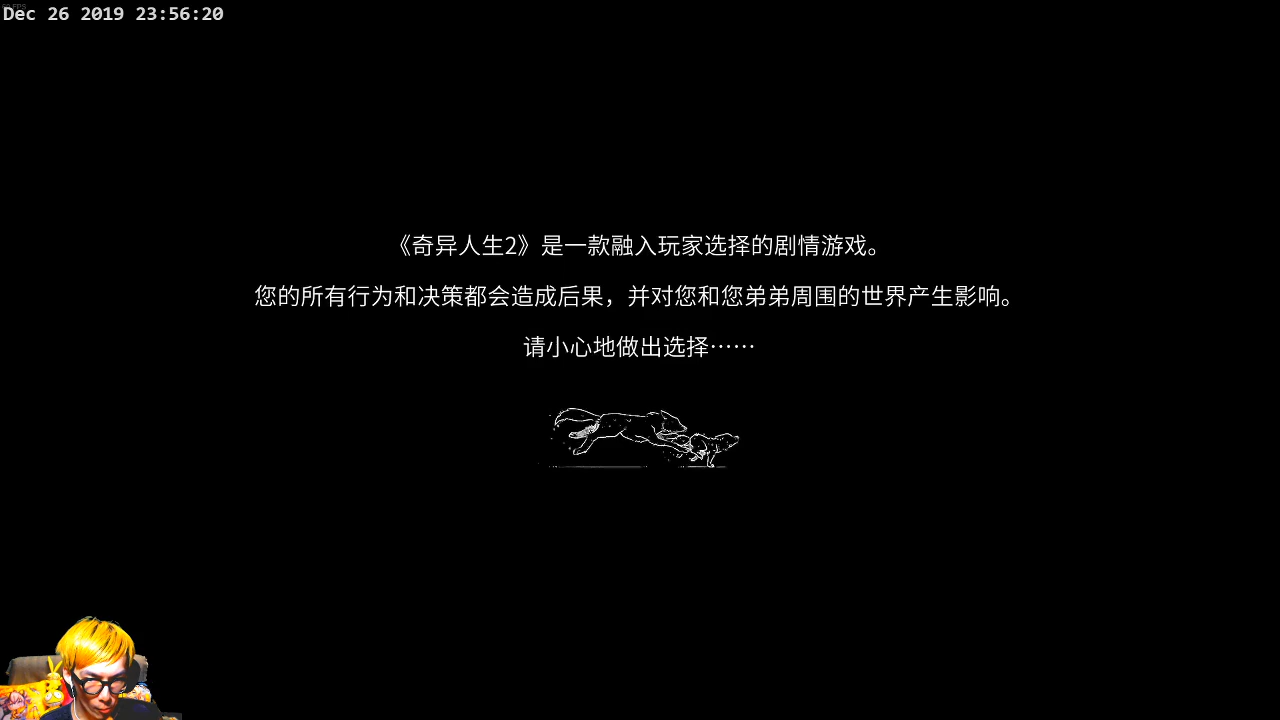 Dec 26 2019 23:56:20
《奇异人生2》是一款融入玩家选择的剧情游戏。
您的所有行为和决策都会造成后果，并对您和您弟弟周围的世界产生影响。
请小心地做出选择……